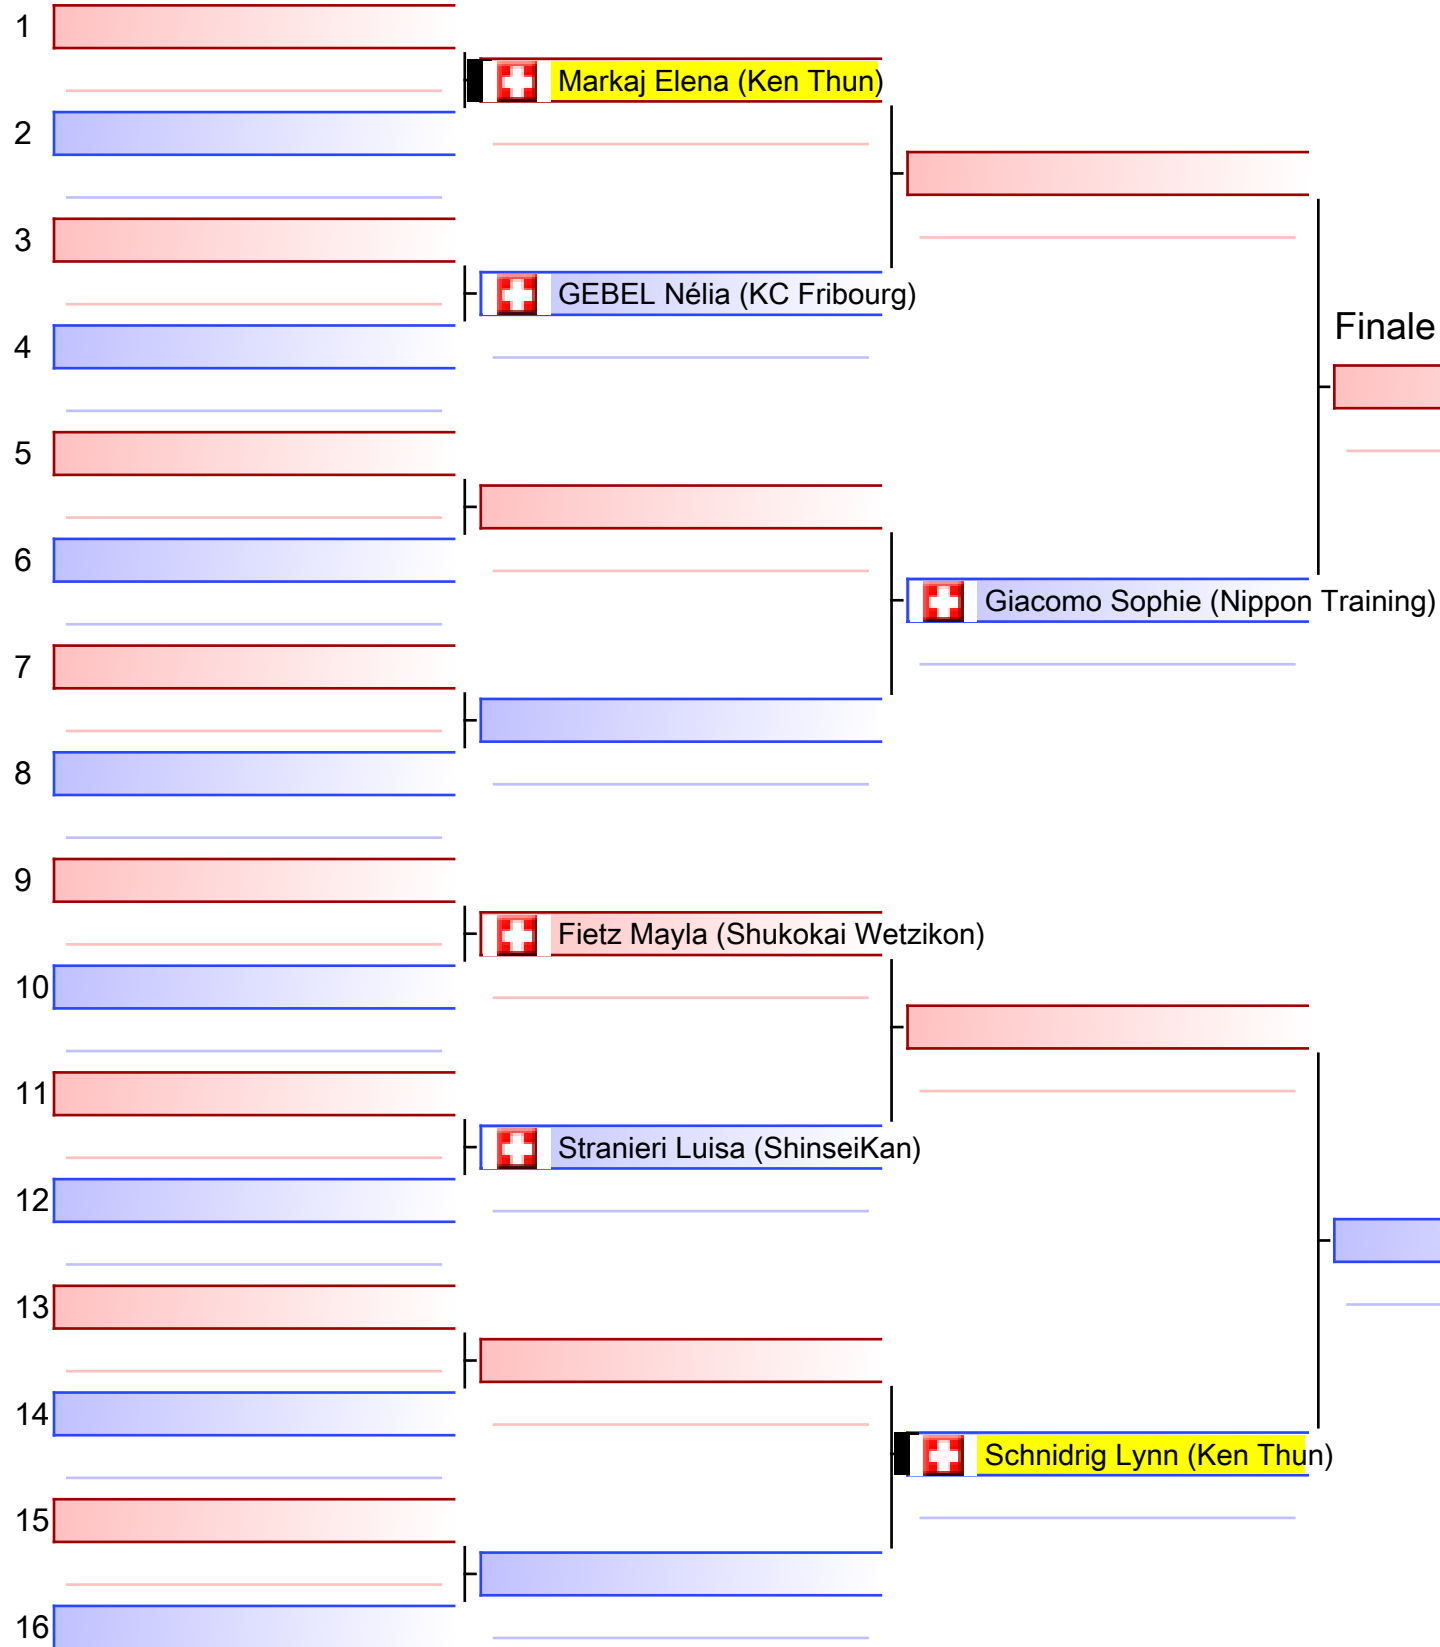 1
Markaj Elena (Ken Thun)
2
3
GEBEL Nélia (KC Fribourg)
4
Finale
5
6
Giacomo Sophie (Nippon Training)
7
8
9
Fietz Mayla (Shukokai Wetzikon)
10
11
Stranieri Luisa (ShinseiKan)
12
13
14
Schnidrig Lynn (Ken Thun)
15
16